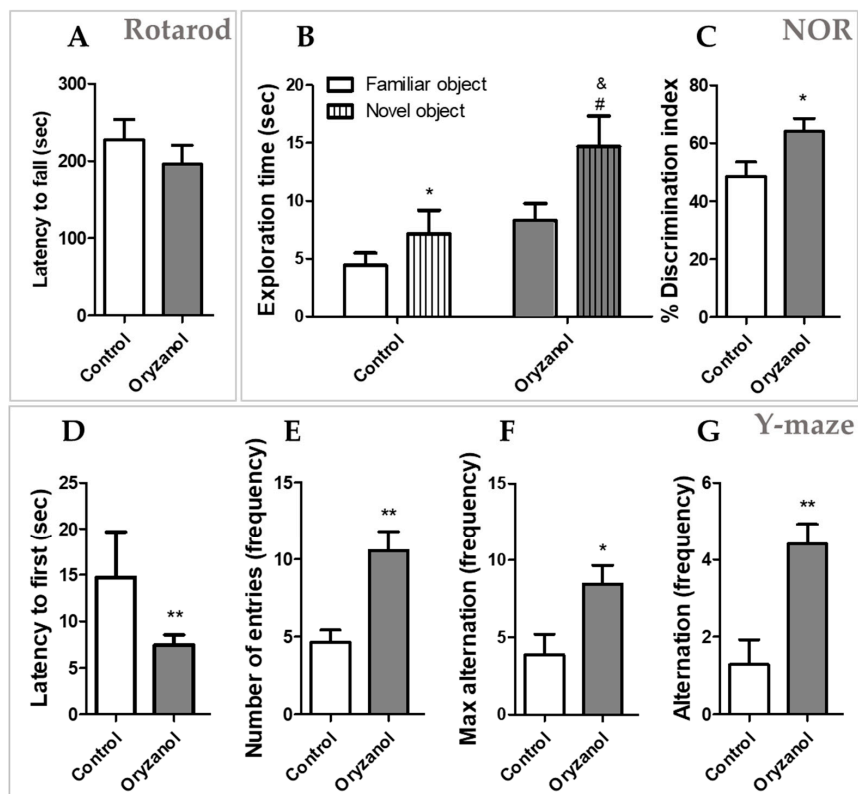 A
Rotarod
Latency to fall (sec)
300
200
100
0
Control
Oryzanol
B
Exploration time (sec)
20
15
10
5
0
Familiar object
Novel object
*
&
#
Control
Oryzanol
C
NOR
% Discrimination index
80
60
40
20
0
*
Control
Oryzanol
D
Latency to first (sec)
25
20
15
10
5
0
**
Control
Oryzanol
E
Number of entries (frequency)
15
10
5
0
**
Control
Oryzanol
F
Max alternation (frequency)
15
10
5
0
*
Control
Oryzanol
G
Y-maze
Alternation (frequency)
6
4
2
0
**
Control
Oryzanol